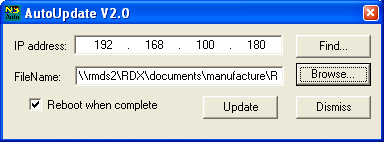 AutoUpdate V2.0
IP address: 192 . 168 . 100 . 180 Find...
FileName: \\rmds2\RDX\documents\manufacture\R Browse...
Reboot when complete Update Dismiss